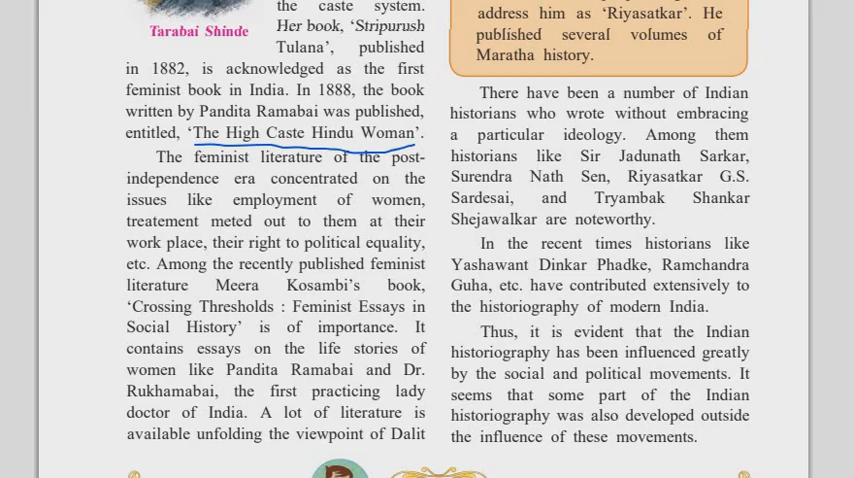 the caste system.
Her book, ‘Stripurush
Tarabai Shinde
Tulana’, published
in 1882, is acknowledged as the first
feminist book in India. In 1888, the book
written by Pandita Ramabai was published,
entitled, ‘The High Caste Hindu Woman’.
The feminist literature of the post-
independence era concentrated on the
issues like employment of women,
treatement meted out to them at their
work place, their right to political equality,
etc. Among the recently published feminist
literature Meera Kosambi’s book,
‘Crossing Thresholds : Feminist Essays in
Social History’ is of importance. It
contains essays on the life stories of
women like Pandita Ramabai and Dr.
Rukhamabai, the first practicing lady
doctor of India. A lot of literature is
available unfolding the viewpoint of Dalit
address him as ‘Riyasatkar’. He
published several volumes of
Maratha history.
There have been a number of Indian
historians who wrote without embracing
a particular ideology. Among them
historians like Sir Jadunath Sarkar,
Surendra Nath Sen, Riyasatkar G.S.
Sardesai, and Tryambak Shankar
Shejawalkar are noteworthy.
In the recent times historians like
Yashawant Dinkar Phadke, Ramchandra
Guha, etc. have contributed extensively to
the historiography of modern India.
Thus, it is evident that the Indian
historiography has been influenced greatly
by the social and political movements. It
seems that some part of the Indian
historiography was also developed outside
the influence of these movements.